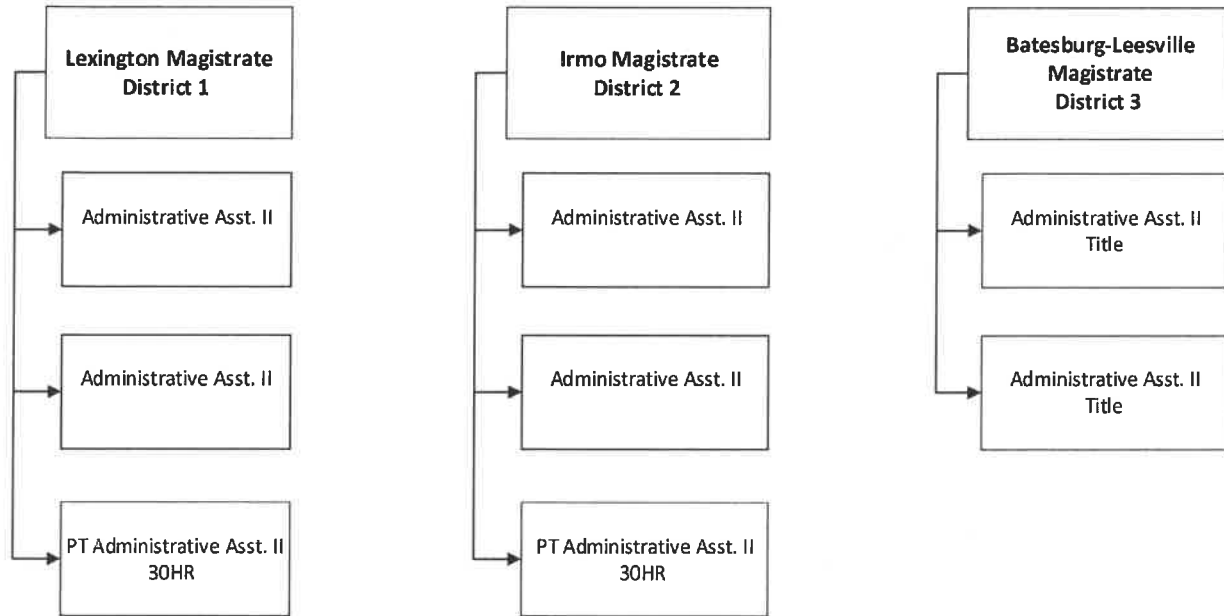 Lexington Magistrate
District 1
Administrative Asst. II
Administrative Asst. II
PT Administrative Asst. II
30HR
Irmo Magistrate
District 2
Administrative Asst. II
Administrative Asst. II
PT Administrative Asst. II
30HR
Batesburg-Leesville
Magistrate
District 3
Administrative Asst. II
Title
Administrative Asst. II
Title